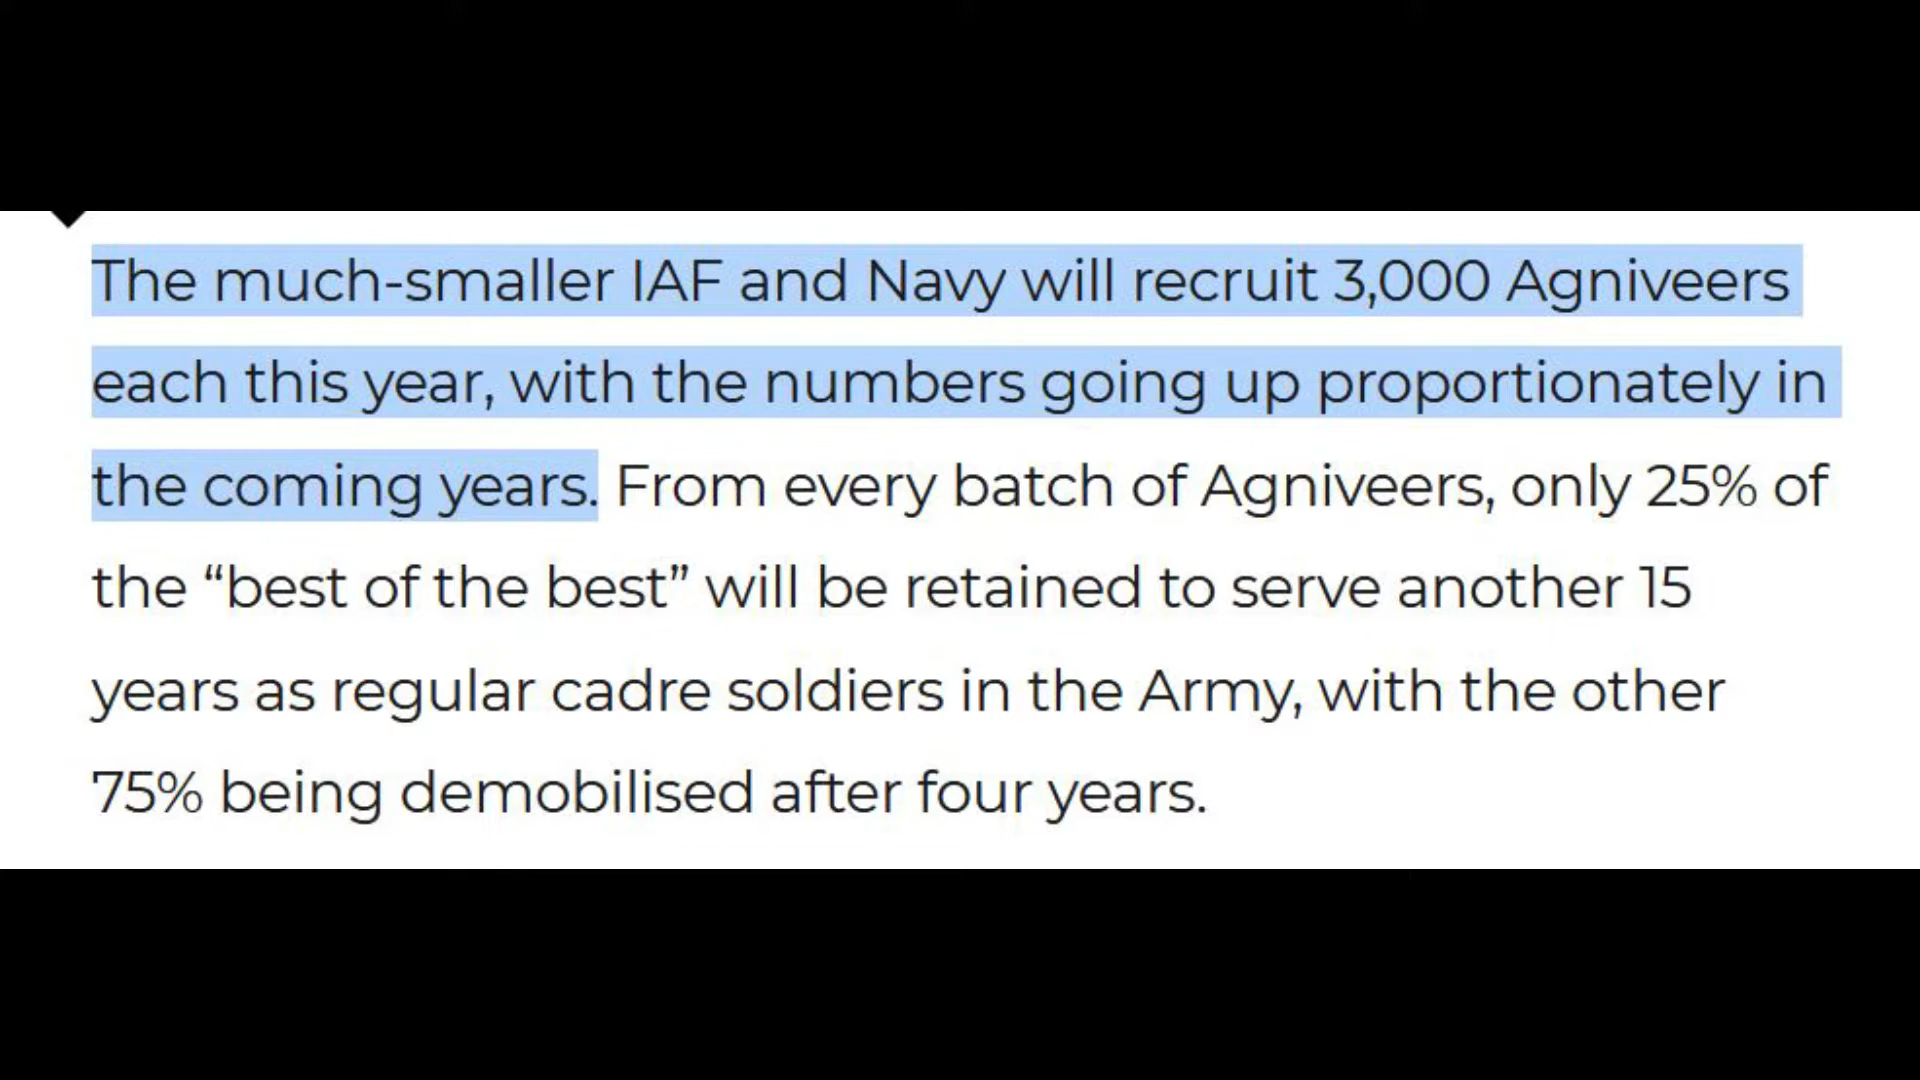 The much-smaller IAF and Navy will recruit 3,000 Agniveers
each this year, with the numbers going up proportionately in
the coming years. From every batch of Agniveers, only 25% of
the “best of the best” will be retained to serve another 15
years as regular cadre soldiers in the Army, with the other
75% being demobilised after four years.